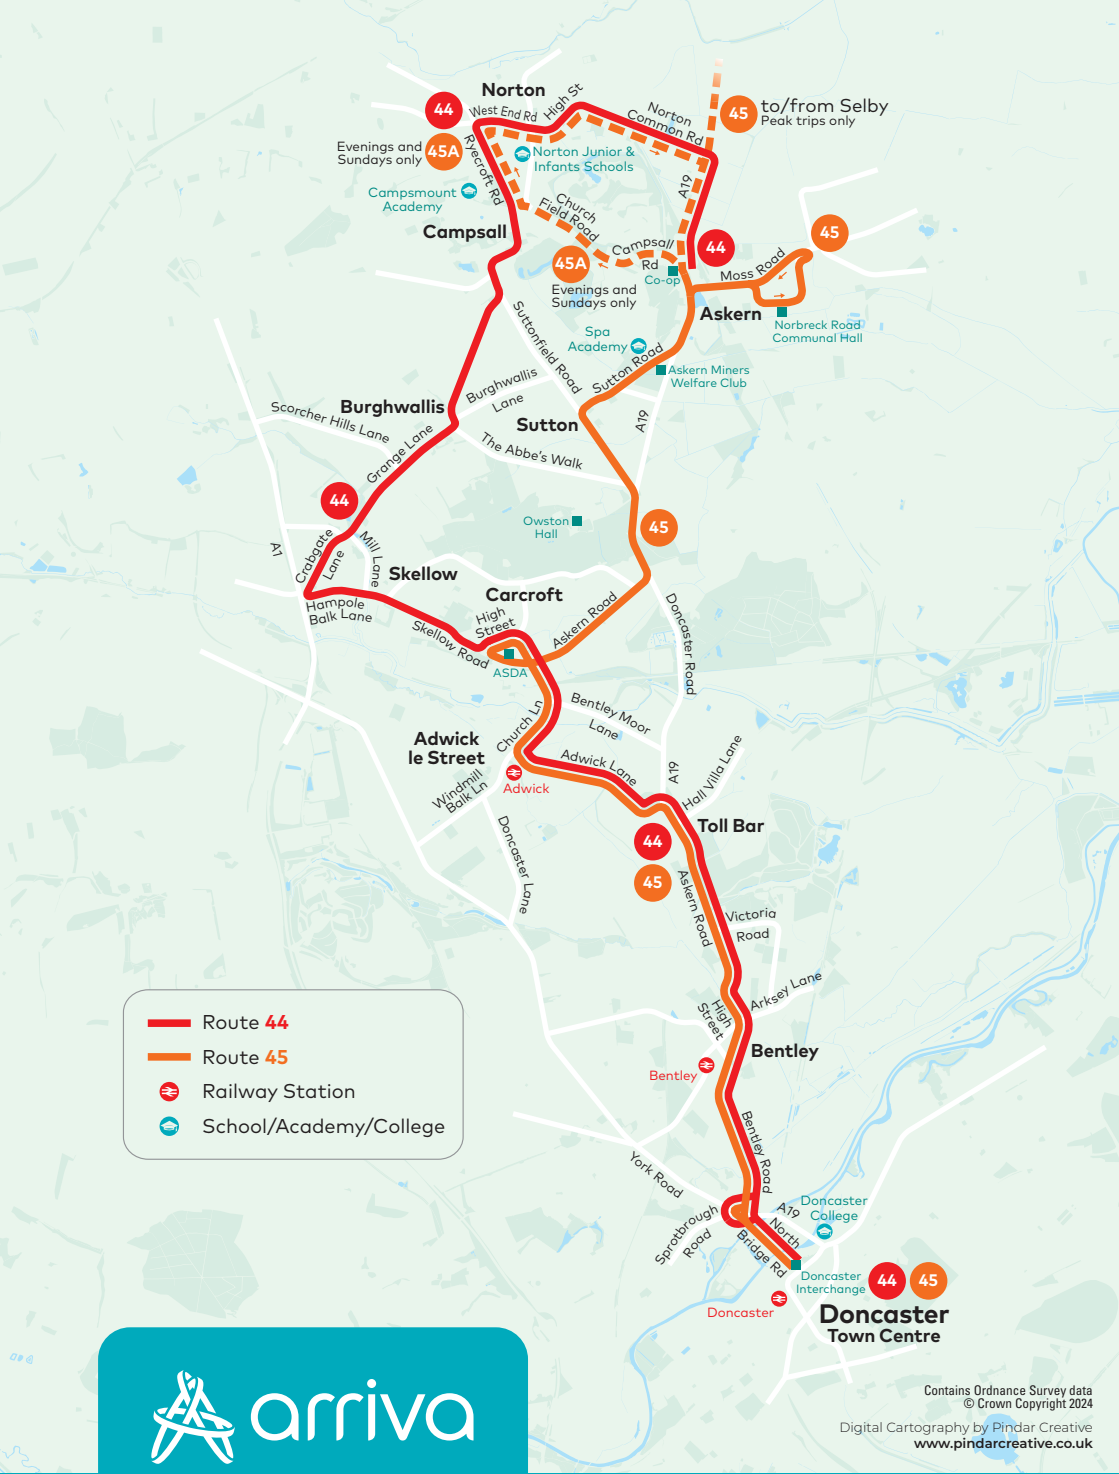 Norton
44
West End Rd
High St
Norton
Common Rd
45
to/from Selby
Peak trips only
Evenings and
Sundays only
45A
Ryecroft Rd
Norton Junior &
Infants Schools
A19
Campsmount
Academy
Church
Field Road
Campsall
Campsall
Rd
45A
Evenings and
Sundays only
Co-op
44
45
Moss Road
Askern
Norbreck Road
Communal Hall
Spa
Academy
Suttonfield Road
Sutton Road
Askern Miners
Welfare Club
Burghwallis
Lane
Burghwallis
Scorcher Hills Lane
Grange Lane
Sutton
A19
The Abbe's Walk
44
Owston
Hall
45
A1
Crabgate
Lane
Mill Lane
Skellow
Carcroft
Hampole
Balk Lane
High
Street
Skellow Road
Askern Road
Doncaster Road
ASDA
Church Ln
Bentley Moor
Lane
Adwick
le Street
Adwick Lane
A19
Hall Villa Lane
Windmill
Balk Ln
Adwick
Toll Bar
44
45
Doncaster Lane
Askern Road
Victoria
Road
Arksey Lane
High
Street
Bentley
Bentley
Route 44
Route 45
Railway Station
School/Academy/College
Bentley Road
York Road
Sprotbrough
Road
A19
North
Bridge Rd
Doncaster
College
Doncaster
Interchange
44
45
Doncaster
Doncaster
Town Centre
arriva
Contains Ordnance Survey data
© Crown Copyright 2024
Digital Cartography by Pindar Creative
www.pindarcreative.co.uk